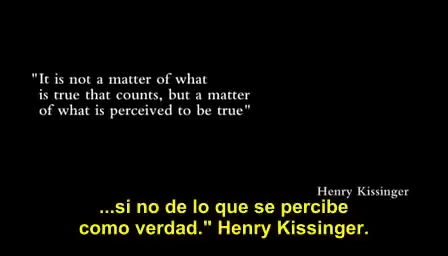 "It is not a matter of what
is true that counts, but a matter
of what is perceived to be true"
Henry Kissinger
...si no de lo que se percibe
como verdad." Henry Kissinger.